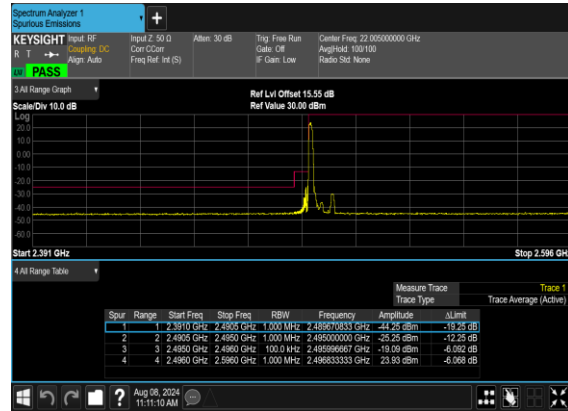 Spectrum Analyzer 1
Spurious Emissions
+
KEYSIGHT Input: RF Input Z: 50 Ω Atten: 30 dB Trig: Free Run Center Freq: 22.005000000 GHz
R T Coupling: DC Corr CCorr Gate: Off Avg|Hold: 100/100
Align: Auto Freq Ref: Int (S) IF Gain: Low Radio Std: None
PASS
3 All Range Graph
Ref Lvl Offset 15.55 dB
Scale/Div 10.0 dB Ref Value 30.00 dBm
Log
20.0
10.0
0.00
-10.0
-20.0
-30.0
-40.0
-50.0
-60.0
Start 2.391 GHz Stop 2.596 GH
4 All Range Table
Measure Trace Trace 1
Trace Type Trace Average (Active)
Spur Range Start Freq Stop Freq RBW Frequency Amplitude ΔLimit
1 1 2.3910 GHz 2.4905 GHz 1.000 MHz 2.489670833 GHz -44.25 dBm -19.25 dB
2 2 2.4905 GHz 2.4950 GHz 1.000 MHz 2.495000000 GHz -25.25 dBm -12.25 dB
3 3 2.4950 GHz 2.4960 GHz 100.0 kHz 2.495996667 GHz -19.09 dBm -6.092 dB
4 4 2.4960 GHz 2.5960 GHz 1.000 MHz 2.496833333 GHz 23.93 dBm -6.068 dB
?
Aug 08, 2024
11:11:10 AM